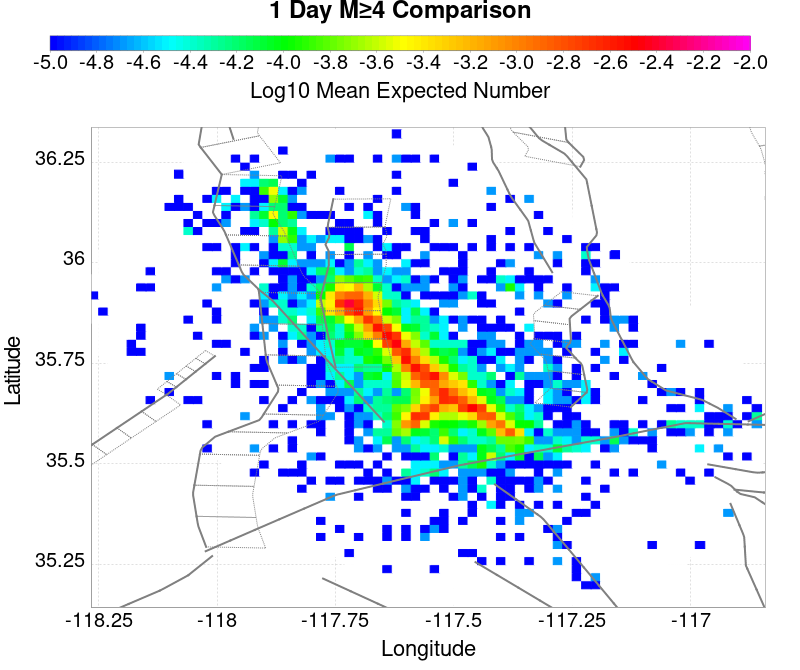 1 Day M≥4 Comparison
-5.0 -4.8 -4.6 -4.4 -4.2 -4.0 -3.8 -3.6 -3.4 -3.2 -3.0 -2.8 -2.6 -2.4 -2.2 -2.0
Log10 Mean Expected Number
36.25
36
35.75
35.5
35.25
Latitude
-118.25 -118 -117.75 -117.5 -117.25 -117
Longitude